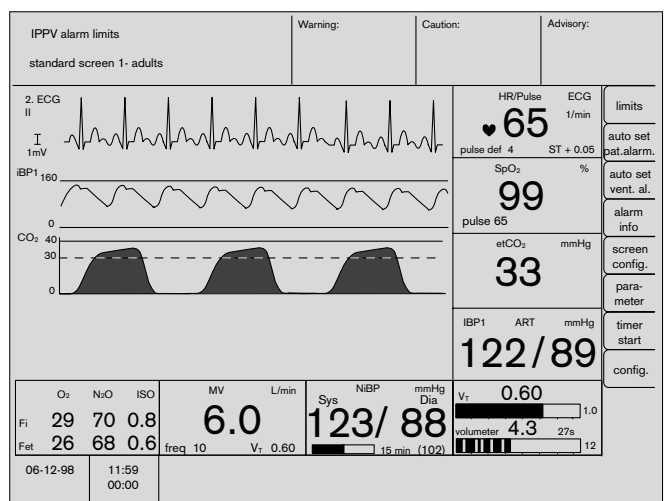 IPPV alarm limits
standard screen 1- adults
Warning:
Caution:
Advisory:
2. ECG
II
1mV
iBP1 160
0
CO₂ 40
30
0
HR/Pulse ECG
65 1/min
pulse def 4 ST + 0.05
SpO₂ %
99
pulse 65
etCO₂ mmHg
33
IBP1 ART mmHg
122/89
limits
auto set
pat.alarm.
auto set
vent. al.
alarm
info
screen
config.
para-
meter
timer
start
config.
O₂ N₂O ISO
Fi 29 70 0.8
Fet 26 68 0.6
MV L/min
6.0
freq 10 VT 0.60
NiBP mmHg
Sys Dia
123/ 88
15 min (102)
VT 0.60
1.0
volumeter 4.3 27s
12
06-12-98
11:59
00:00